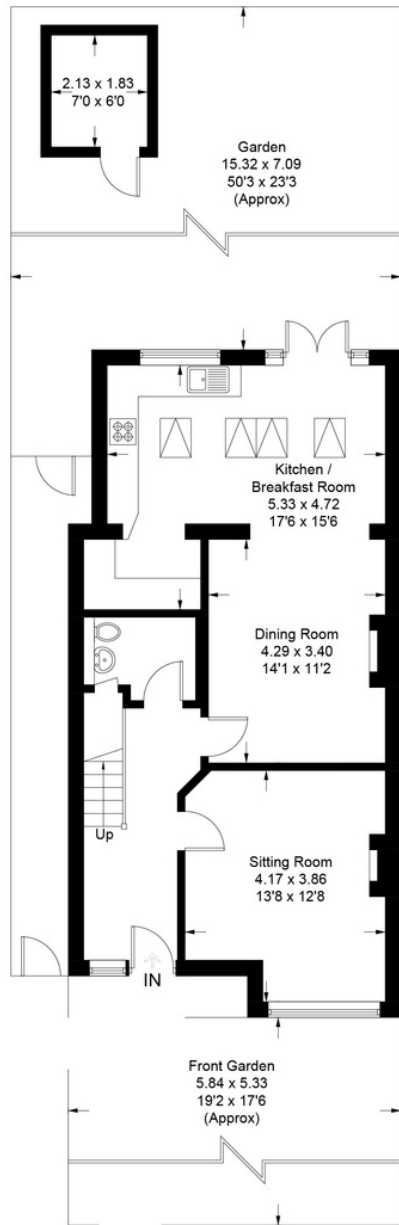 2.13 x 1.83
7'0 x 6'0
Garden
15.32 x 7.09
50'3 x 23'3
(Approx)
Kitchen /
Breakfast Room
5.33 x 4.72
17'6 x 15'6
Dining Room
4.29 x 3.40
14'1 x 11'2
Up
Sitting Room
4.17 x 3.86
13'8 x 12'8
IN
Front Garden
5.84 x 5.33
19'2 x 17'6
(Approx)